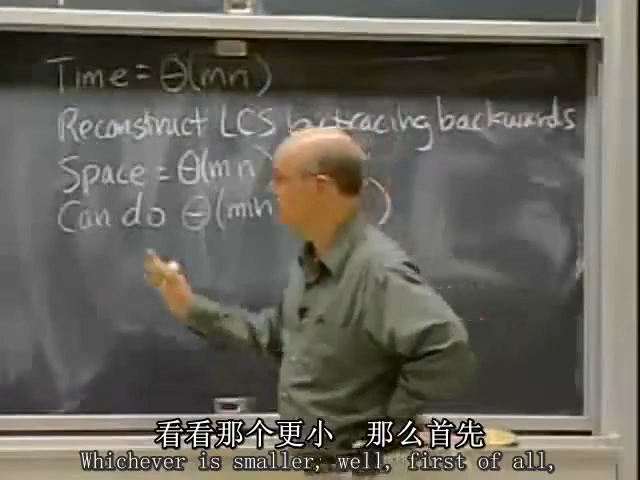 Time = Θ(mn)
Reconstruct LCS by tracing backwards
Space = Θ(mn
Can do Θ(min )
看看那个更小 那么首先
Whichever is smaller, well, first of all,